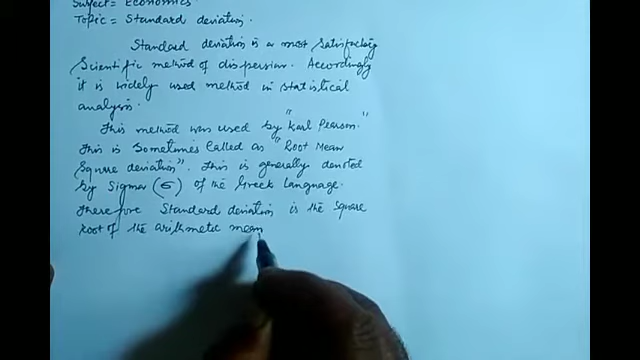 Subject = Economics
Topic = Standard deviation.
Standard deviation is a most Satisfactory
Scientific method of dispersion. Accordingly
it is widely used method in statistical
analysis.
This method was used by "Karl Pearson."
This is Sometimes Called as "Root Mean
Square deviation". This is generally denoted
by Sigma (σ) of the Greek Language.
Therefore Standard deviation is the Square
Root of the arithmetic mean